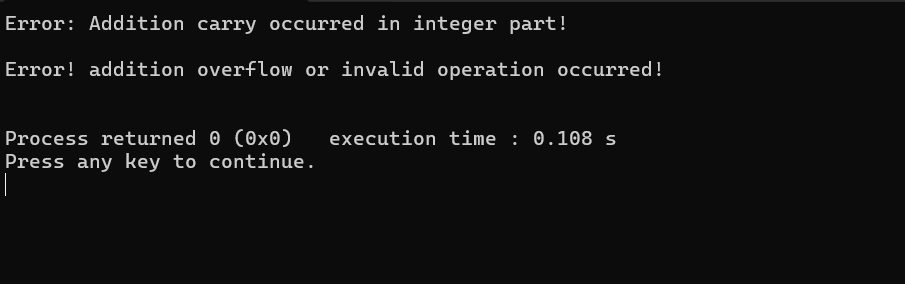 Error: Addition carry occurred in integer part!
Error! addition overflow or invalid operation occurred!
Process returned 0 (0x0)   execution time : 0.108 s
Press any key to continue.